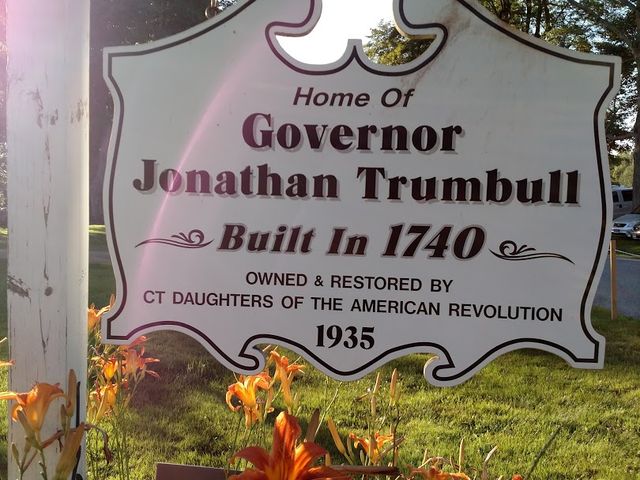 Home Of
Governor
Jonathan Trumbull
Built In 1740
OWNED & RESTORED BY
CT DAUGHTERS OF THE AMERICAN REVOLUTION
1935